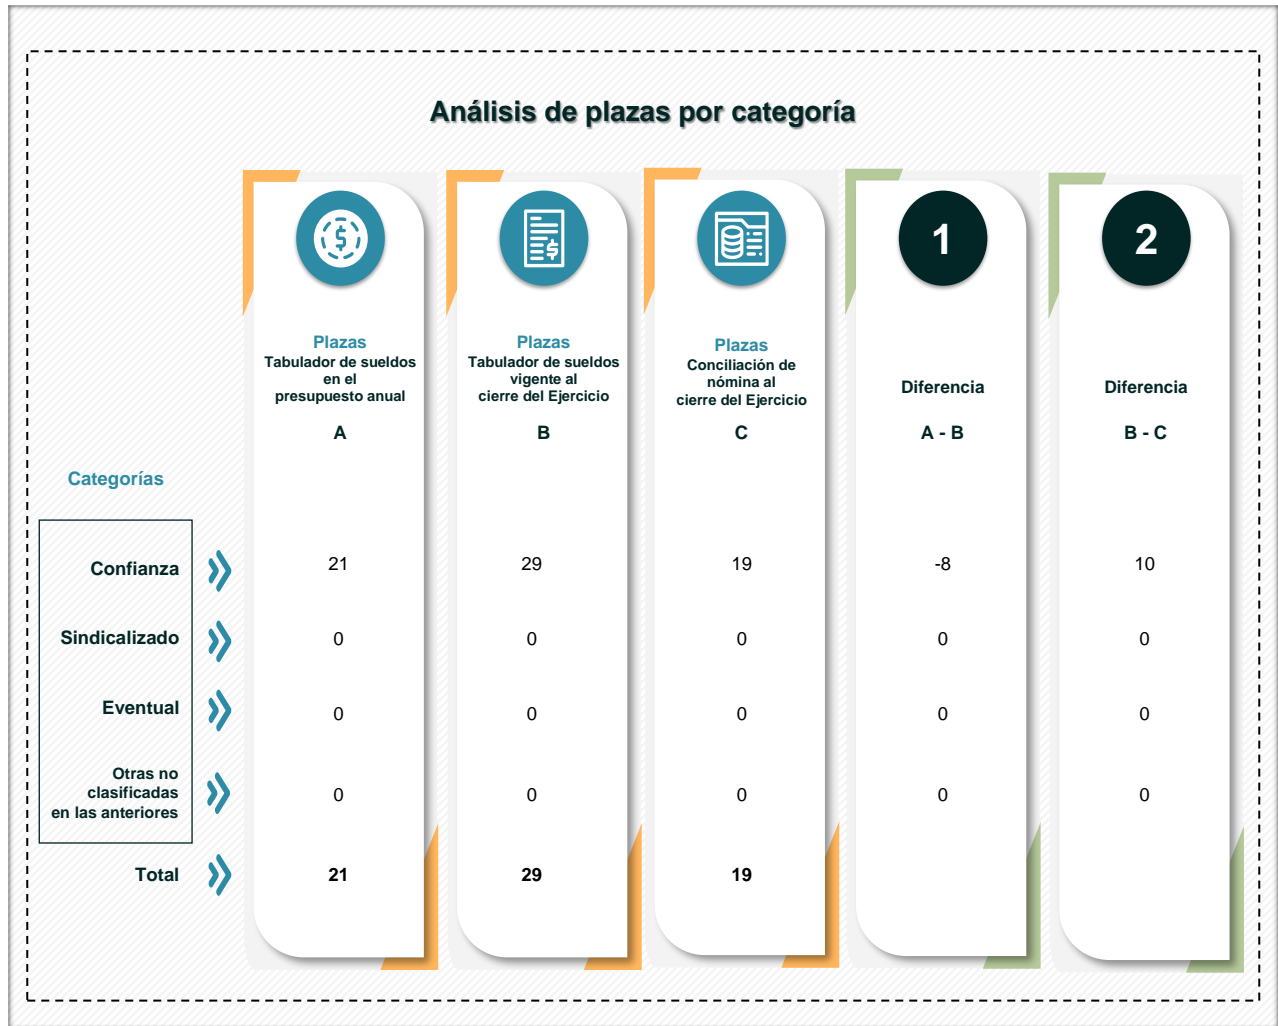 Análisis de plazas por categoría
1
2
Plazas
Tabulador de sueldos
en el
presupuesto anual
A
Plazas
Tabulador de sueldos
vigente al
cierre del Ejercicio
B
Plazas
Conciliación de
nómina al
cierre del Ejercicio
C
Diferencia
A - B
Diferencia
B - C
Categorías
Confianza 21 29 19 -8 10
Sindicalizado 0 0 0 0 0
Eventual 0 0 0 0 0
Otras no
clasificadas
en las anteriores 0 0 0 0 0
Total 21 29 19